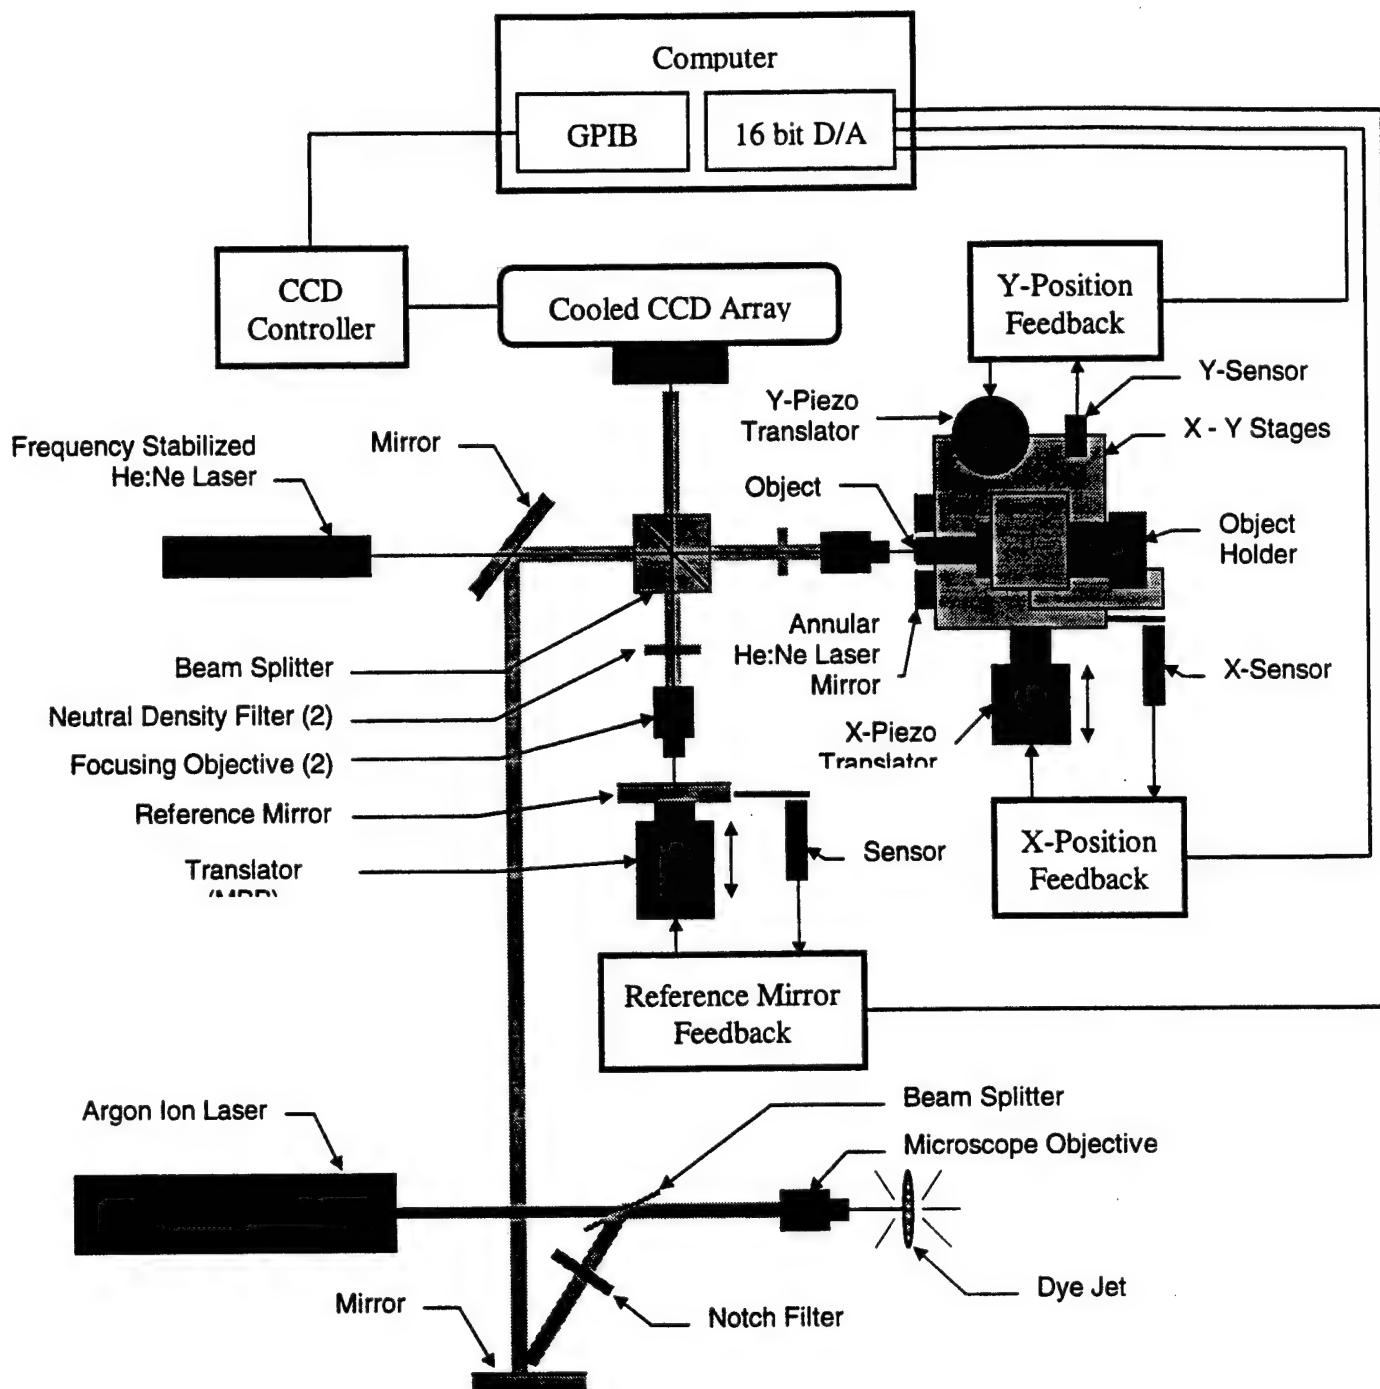 Computer
GPIB
16 bit D/A
CCD
Controller
Cooled CCD Array
Y-Position
Feedback
Y-Sensor
Y-Piezo
Translator
X - Y Stages
Frequency Stabilized
He:Ne Laser
Mirror
Object
Object
Holder
Annular
He:Ne Laser
Mirror
X-Sensor
Beam Splitter
Neutral Density Filter (2)
Focusing Objective (2)
Reference Mirror
Translator
X-Piezo
Translator
Sensor
X-Position
Feedback
Reference Mirror
Feedback
Argon Ion Laser
Beam Splitter
Microscope Objective
Dye Jet
Notch Filter
Mirror